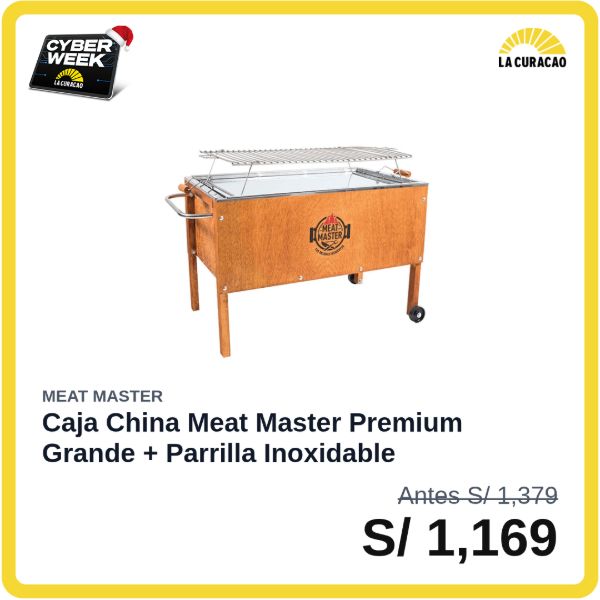 CYBER
WEEK
LA CURACAO
LA CURACAO
MEAT
MASTER
MEAT MASTER
Caja China Meat Master Premium
Grande + Parrilla Inoxidable
Antes S/ 1,379
S/ 1,169